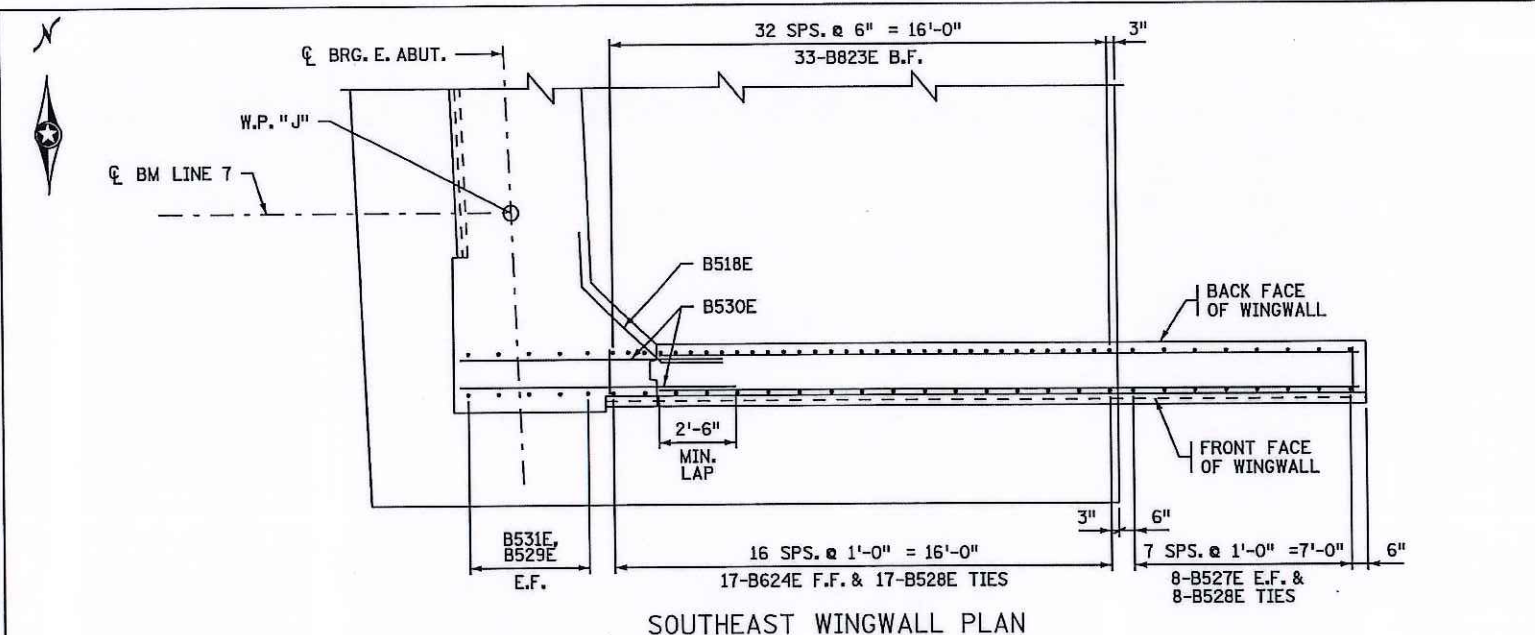 N
32 SPS. @ 6" = 16'-0"
3"
33-B823E B.F.
℄ BRG. E. ABUT.
W.P. "J"
℄ BM LINE 7
B518E
B530E
BACK FACE
OF WINGWALL
2'-6"
MIN.
LAP
FRONT FACE
OF WINGWALL
3"
6"
B531E,
B529E
E.F.
16 SPS. @ 1'-0" = 16'-0"
17-B624E F.F. & 17-B528E TIES
7 SPS. @ 1'-0" =7'-0"
6"
8-B527E E.F. &
8-B528E TIES
SOUTHEAST WINGWALL PLAN